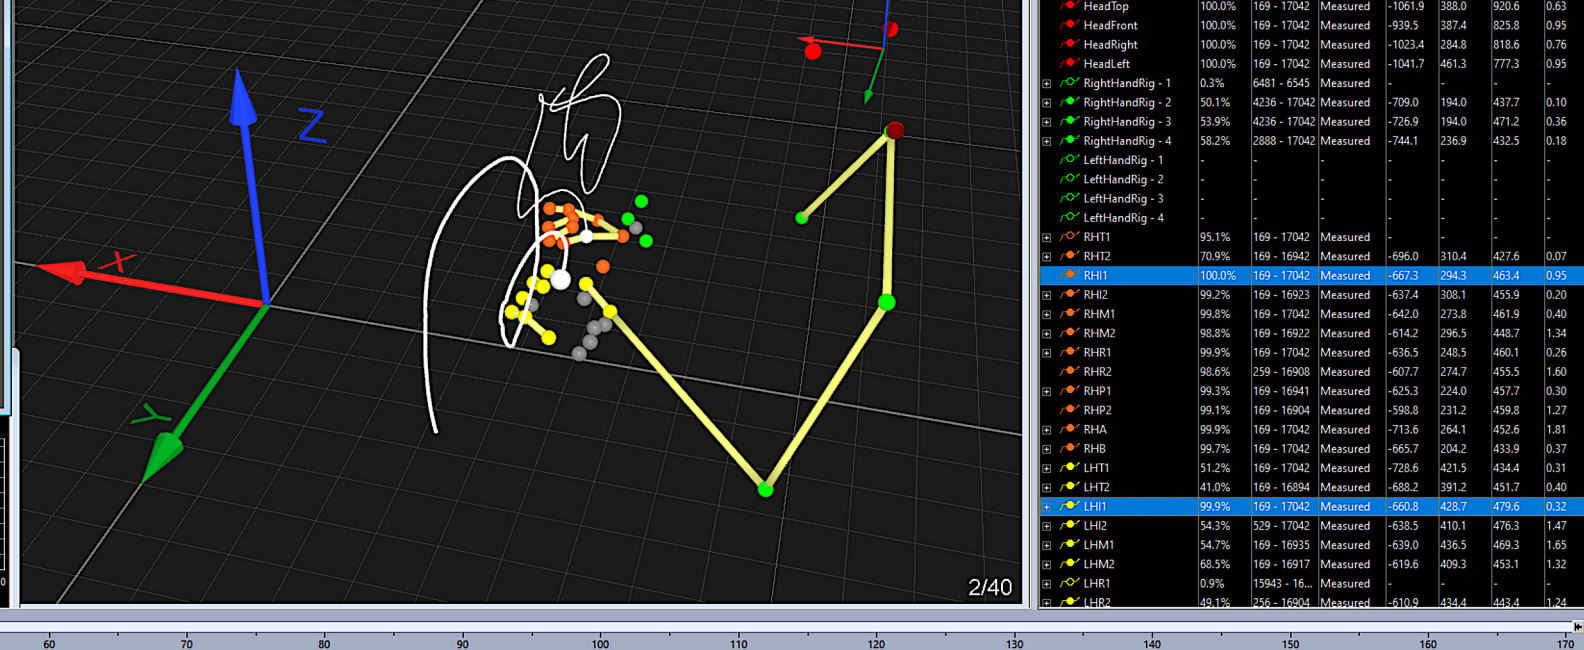 X
Y
Z
2/40
HeadTop 100.0% 169 - 17042 Measured -1061.9 388.0 920.6 0.63
HeadFront 100.0% 169 - 17042 Measured -939.5 387.4 825.8 0.95
HeadRight 100.0% 169 - 17042 Measured -1023.4 284.8 818.6 0.76
HeadLeft 100.0% 169 - 17042 Measured -1041.7 461.3 777.3 0.95
RightHandRig - 1 0.3% 6481 - 6545 Measured - - - -
RightHandRig - 2 50.1% 4236 - 17042 Measured -709.0 194.0 437.7 0.10
RightHandRig - 3 53.9% 4236 - 17042 Measured -726.9 194.0 471.2 0.36
RightHandRig - 4 58.2% 2888 - 17042 Measured -744.1 236.9 432.5 0.18
LeftHandRig - 1 - - - - - - -
LeftHandRig - 2 - - - - - - -
LeftHandRig - 3 - - - - - - -
LeftHandRig - 4 - - - - - - -
RHT1 95.1% 169 - 17042 Measured - - - -
RHT2 70.9% 169 - 16942 Measured -696.0 310.4 427.6 0.07
RHI1 100.0% 169 - 17042 Measured -667.3 294.3 463.4 0.95
RHI2 99.2% 169 - 16923 Measured -637.4 308.1 455.9 0.20
RHM1 99.8% 169 - 17042 Measured -642.0 273.8 461.9 0.40
RHM2 98.8% 169 - 16922 Measured -614.2 296.5 448.7 1.34
RHR1 99.9% 169 - 17042 Measured -636.5 248.5 460.1 0.26
RHR2 98.6% 259 - 16908 Measured -607.7 274.7 455.5 1.60
RHP1 99.3% 169 - 16941 Measured -625.3 224.0 457.7 0.30
RHP2 99.1% 169 - 16904 Measured -598.8 231.2 459.8 1.27
RHA 99.9% 169 - 17042 Measured -713.6 264.1 452.6 1.81
RHB 99.7% 169 - 17042 Measured -665.7 204.2 433.9 0.37
LHT1 51.2% 169 - 17042 Measured -728.6 421.5 434.4 0.31
LHT2 41.0% 169 - 16894 Measured -688.2 391.2 451.7 0.40
LHI1 99.9% 169 - 17042 Measured -660.8 428.7 479.6 0.32
LHI2 54.3% 529 - 17042 Measured -638.5 410.1 476.3 1.47
LHM1 54.7% 169 - 16935 Measured -639.0 436.5 469.3 1.65
LHM2 68.5% 169 - 16917 Measured -619.6 409.3 453.1 1.32
LHR1 0.9% 15943 - 16... Measured - - - -
LHR2 49.1% 256 - 16904 Measured -610.9 434.4 443.4 1.24
60 70 80 90 100 110 120 130 140 150 160 170